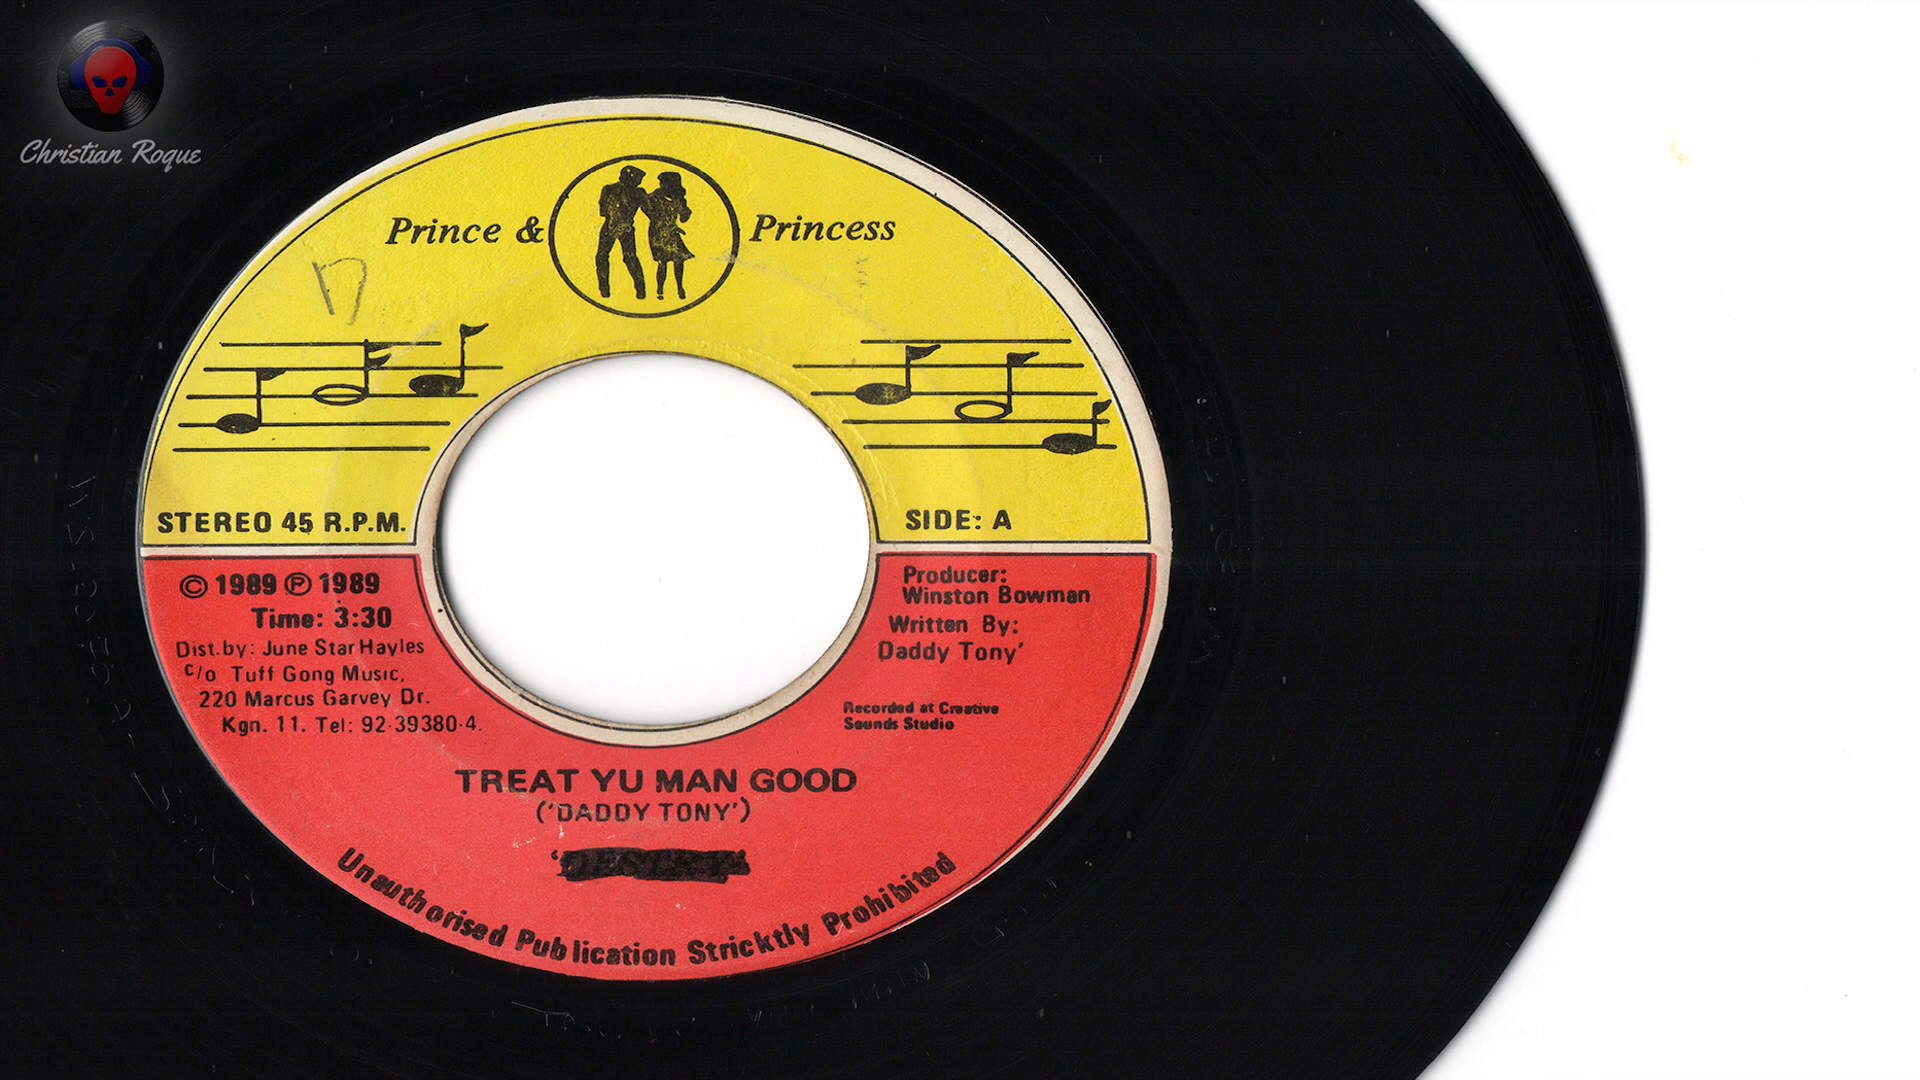 Christian Roque
Prince & Princess
STEREO 45 R.P.M.
SIDE: A
© 1989 ℗ 1989
Time: 3:30
Dist.by: June Star Hayles
c/o Tuff Gong Music,
220 Marcus Garvey Dr.
Kgn. 11. Tel: 92-39380-4.
Producer:
Winston Bowman
Written By:
Daddy Tony'
Recorded at Creative
Sounds Studio
TREAT YU MAN GOOD
('DADDY TONY')
Unauthorised Publication Stricktly Prohibited